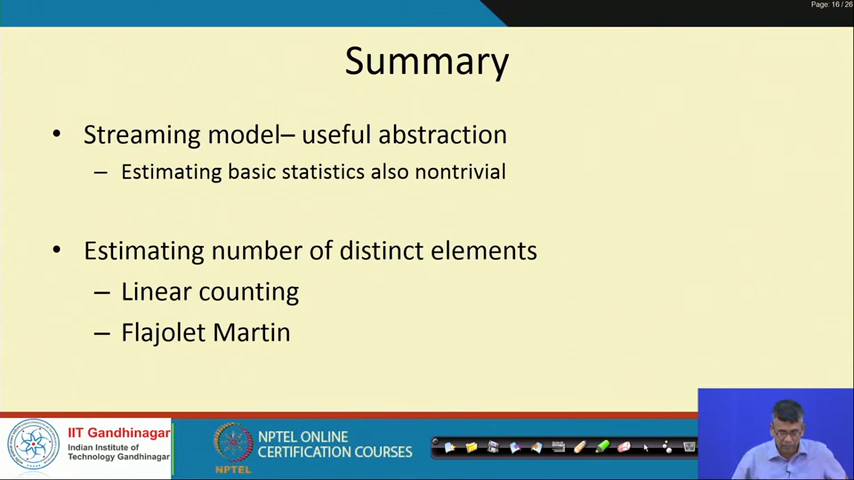 Page: 16 / 26
Summary
• Streaming model– useful abstraction
– Estimating basic statistics also nontrivial
• Estimating number of distinct elements
– Linear counting
– Flajolet Martin
IIT Gandhinagar
Indian Institute of
Technology Gandhinagar
NPTEL
NPTEL ONLINE
CERTIFICATION COURSES